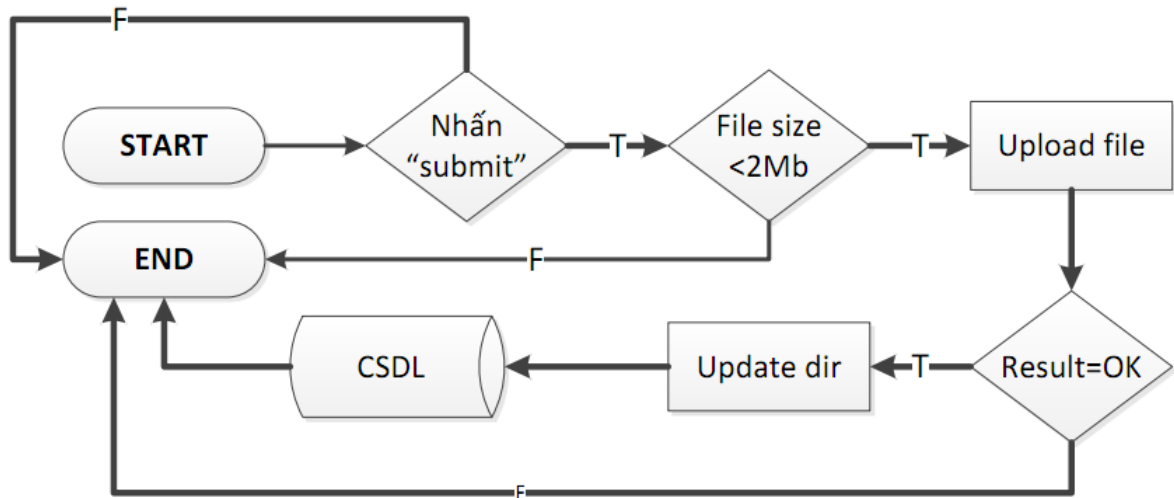 F
START
Nhấn
“submit”
T
File size
<2Mb
T
Upload file
END
F
CSDL
Update dir
T
Result=OK
F